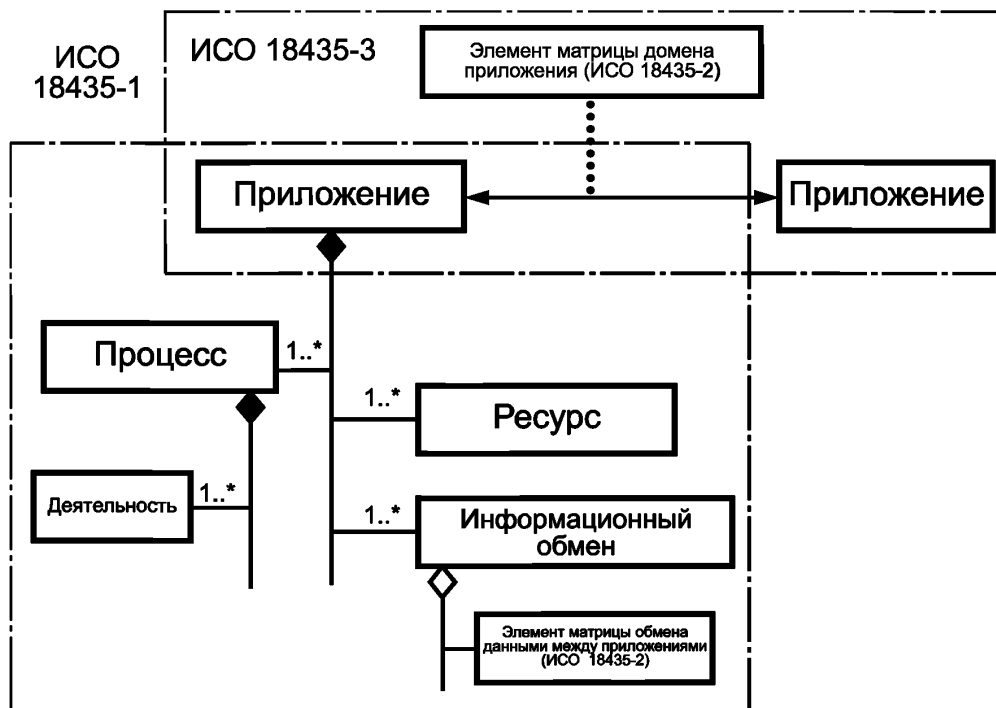 ИСО
18435-1
ИСО 18435-3
Элемент матрицы домена
приложения (ИСО 18435-2)
Приложение
Приложение
Процесс
1..*
1..*
Ресурс
Деятельность
1..*
1..*
Информационный
обмен
Элемент матрицы обмена
данными между приложениями
(ИСО 18435-2)